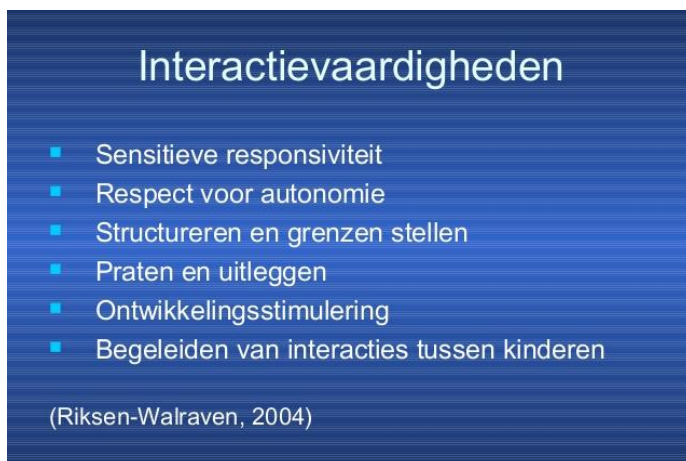 Interactievaardigheden
Sensitieve responsiviteit
Respect voor autonomie
Structureren en grenzen stellen
Praten en uitleggen
Ontwikkelingsstimulering
Begeleiden van interacties tussen kinderen
(Riksen-Walraven, 2004)